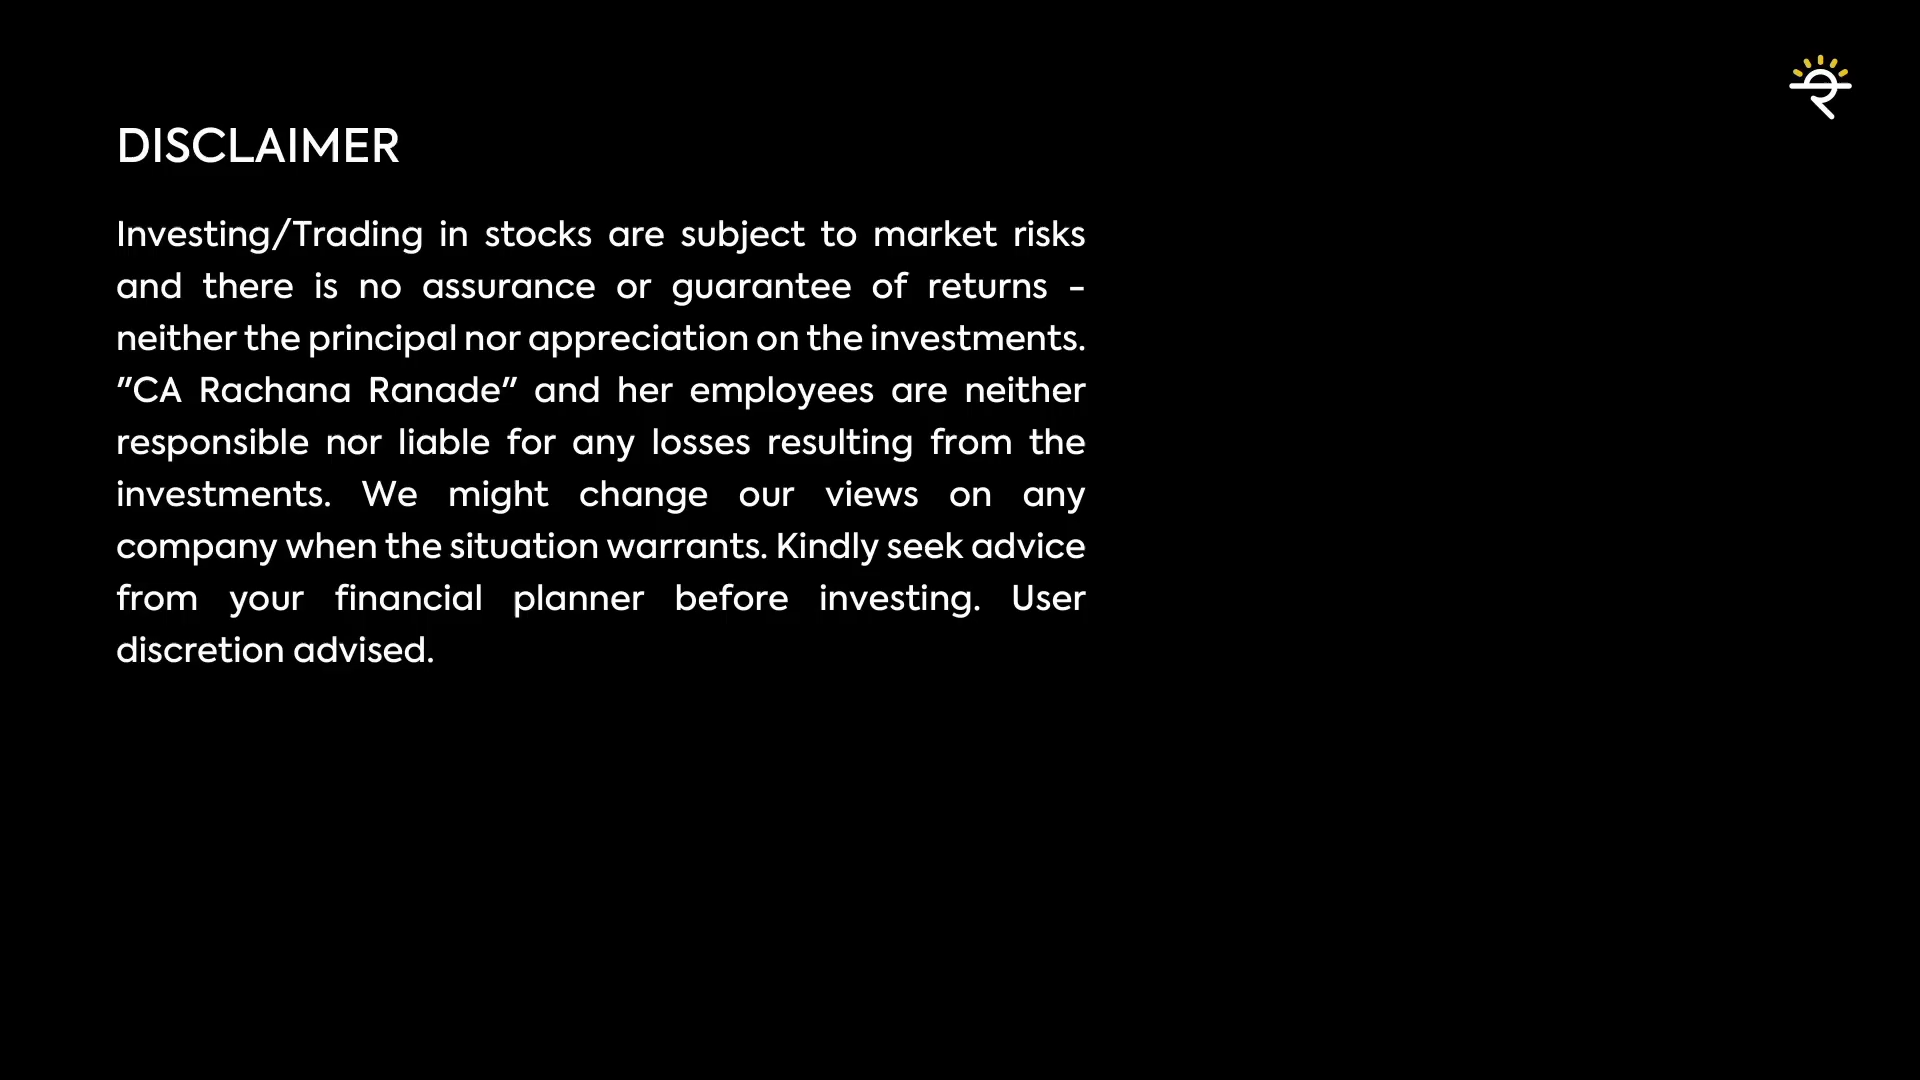 DISCLAIMER
Investing/Trading in stocks are subject to market risks
and there is no assurance or guarantee of returns -
neither the principal nor appreciation on the investments.
"CA Rachana Ranade" and her employees are neither
responsible nor liable for any losses resulting from the
investments. We might change our views on any
company when the situation warrants. Kindly seek advice
from your financial planner before investing. User
discretion advised.